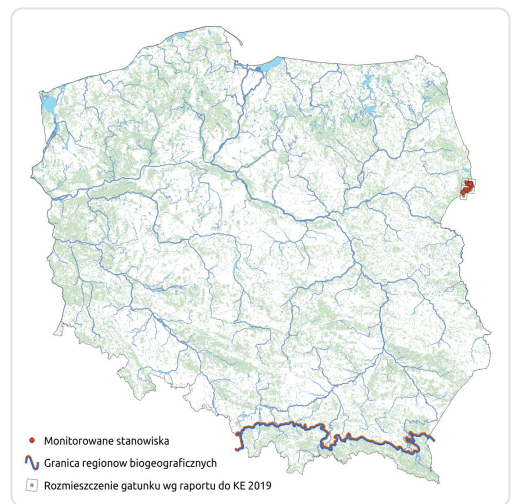 Monitorowane stanowiska
Granica regionow biogeograficznych
Rozmieszczenie gatunku wg raportu do KE 2019